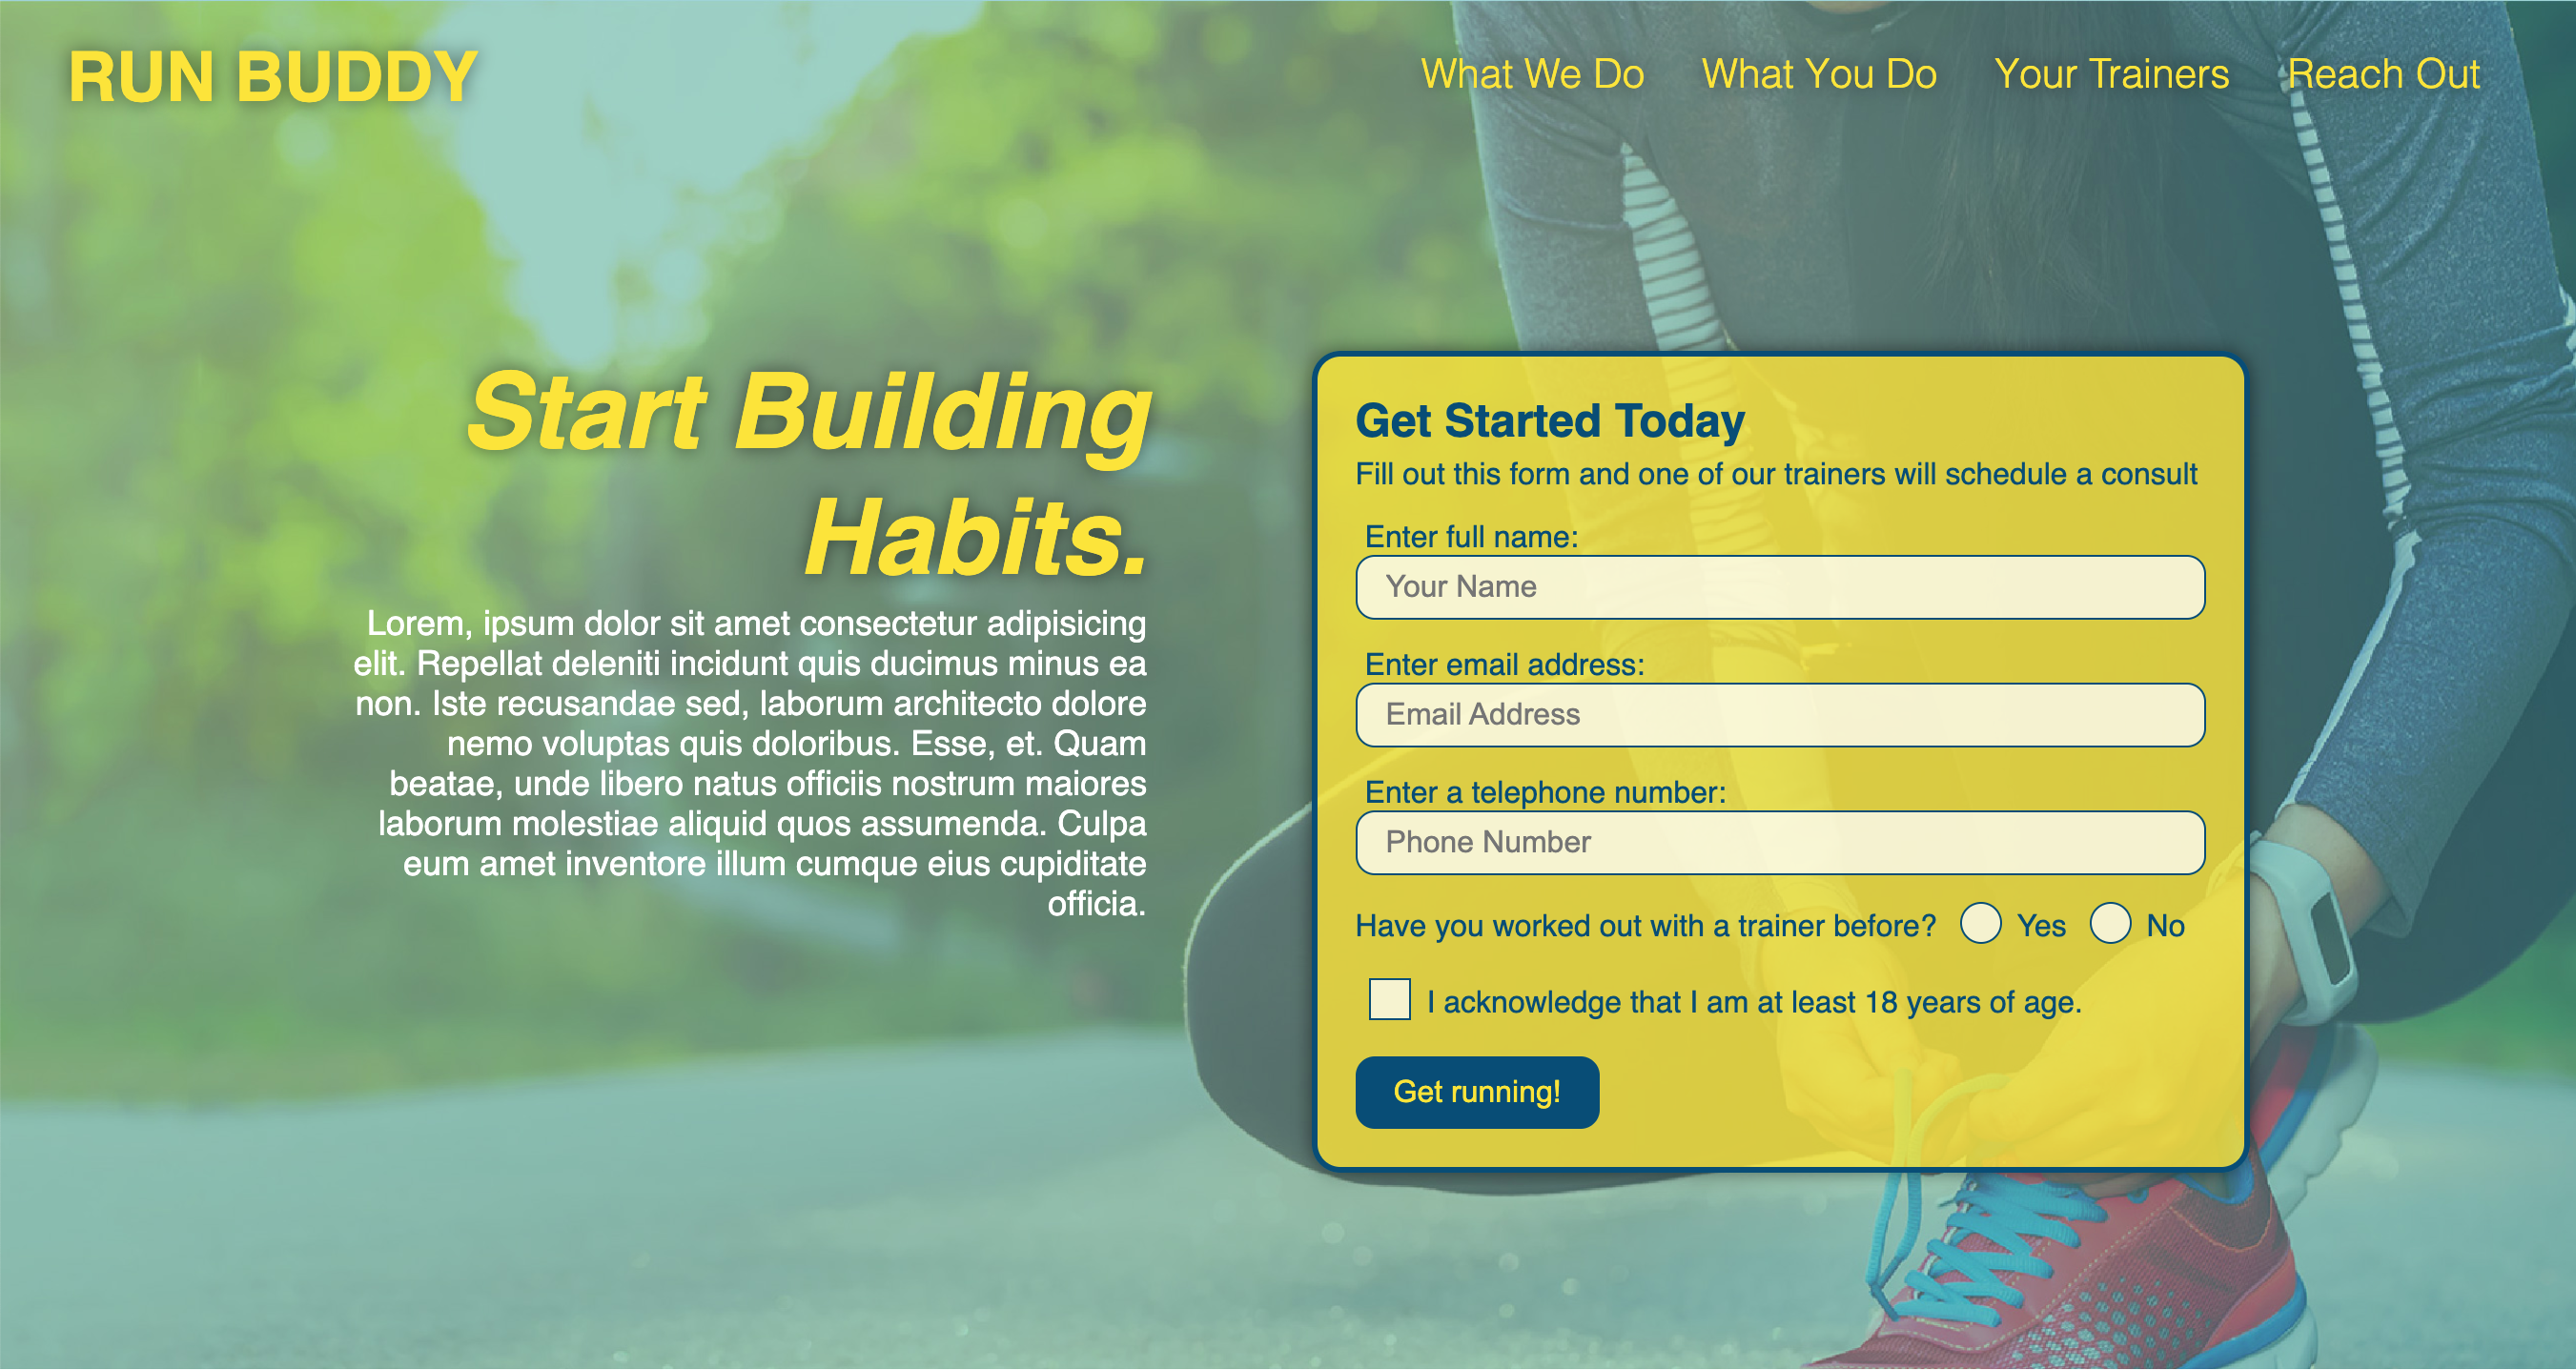 RUN BUDDY
What We Do What You Do Your Trainers Reach Out
Start Building
Habits.
Lorem, ipsum dolor sit amet consectetur adipisicing
elit. Repellat deleniti incidunt quis ducimus minus ea
non. Iste recusandae sed, laborum architecto dolore
nemo voluptas quis doloribus. Esse, et. Quam
beatae, unde libero natus officiis nostrum maiores
laborum molestiae aliquid quos assumenda. Culpa
eum amet inventore illum cumque eius cupiditate
officia.
Get Started Today
Fill out this form and one of our trainers will schedule a consult
Enter full name:
Your Name
Enter email address:
Email Address
Enter a telephone number:
Phone Number
Have you worked out with a trainer before? Yes No
I acknowledge that I am at least 18 years of age.
Get running!